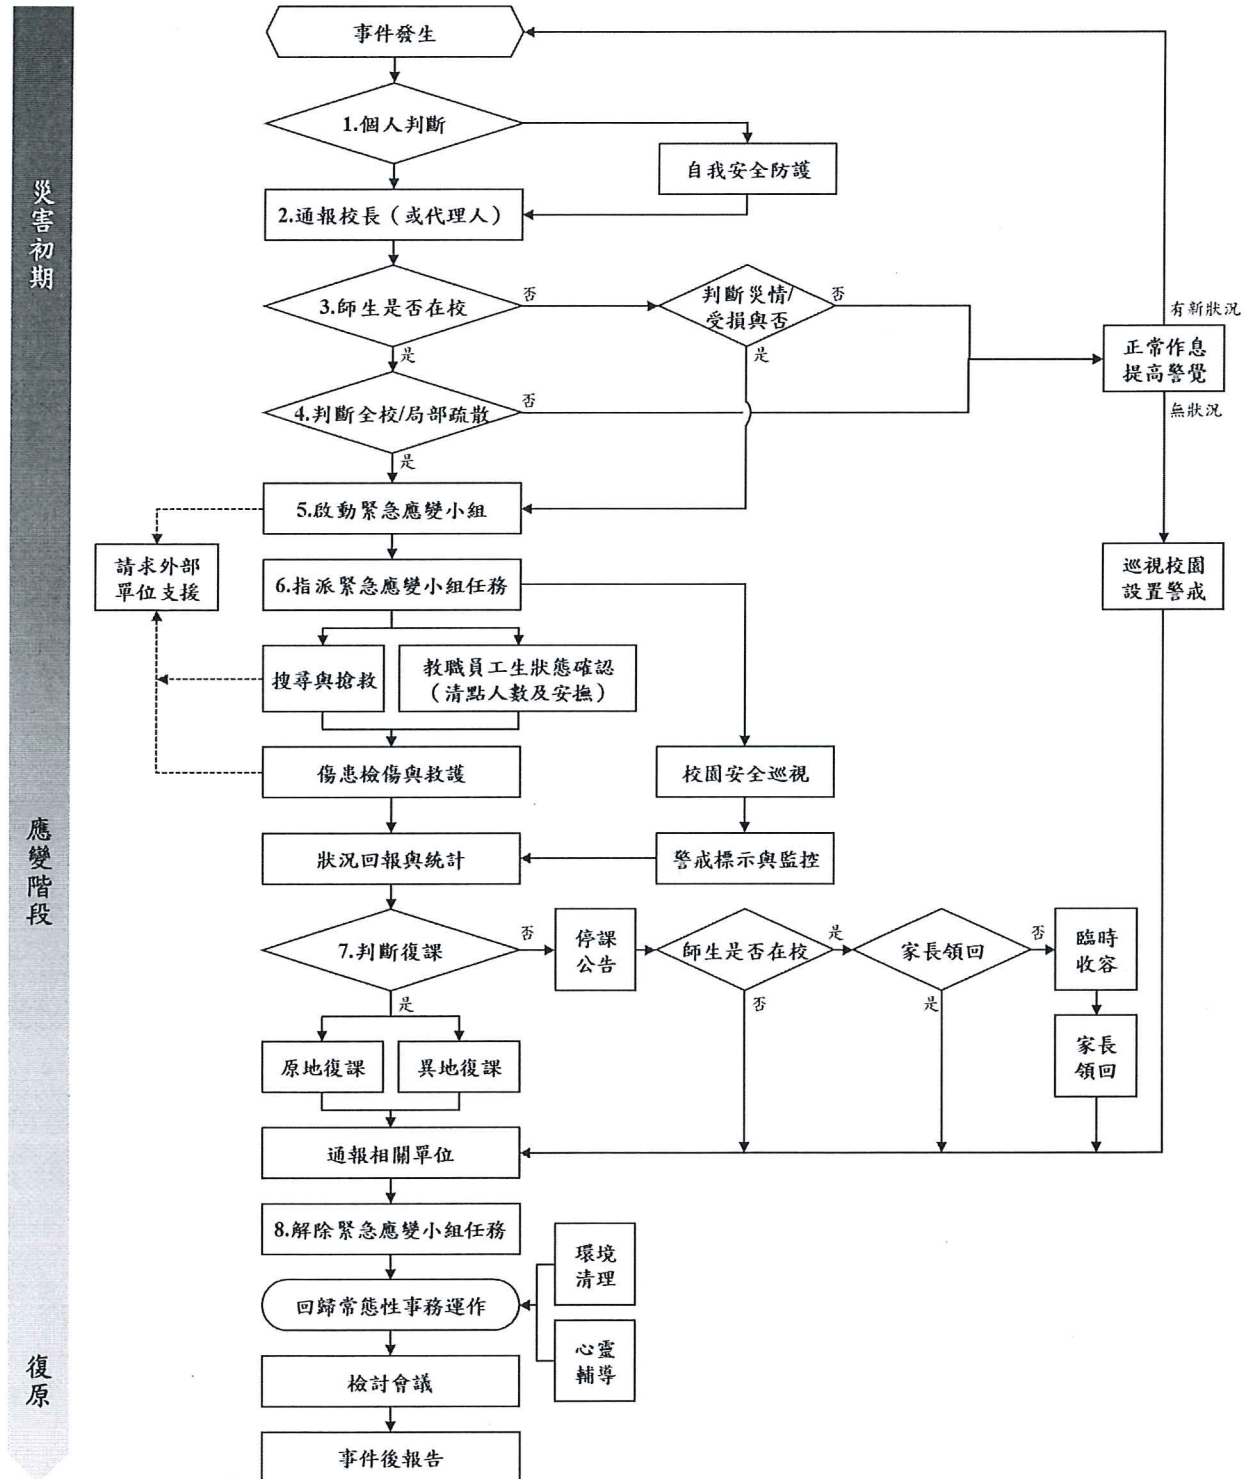 災害初期
應變階段
復原
事件發生
1.個人判斷
自我安全防護
2.通報校長（或代理人）
3.師生是否在校
否
是
判斷災情/
受損與否
否
是
有新狀況
正常作息
提高警覺
無狀況
4.判斷全校/局部疏散
否
是
5.啟動緊急應變小組
請求外部
單位支援
6.指派緊急應變小組任務
巡視校園
設置警戒
搜尋與搶救
教職員工生狀態確認
（清點人數及安撫）
傷患檢傷與救護
校園安全巡視
狀況回報與統計
警戒標示與監控
7.判斷復課
否
是
停課
公告
師生是否在校
是
否
家長領回
否
是
臨時
收容
家長
領回
原地復課
異地復課
通報相關單位
8.解除緊急應變小組任務
環境
清理
回歸常態性事務運作
心靈
輔導
檢討會議
事件後報告